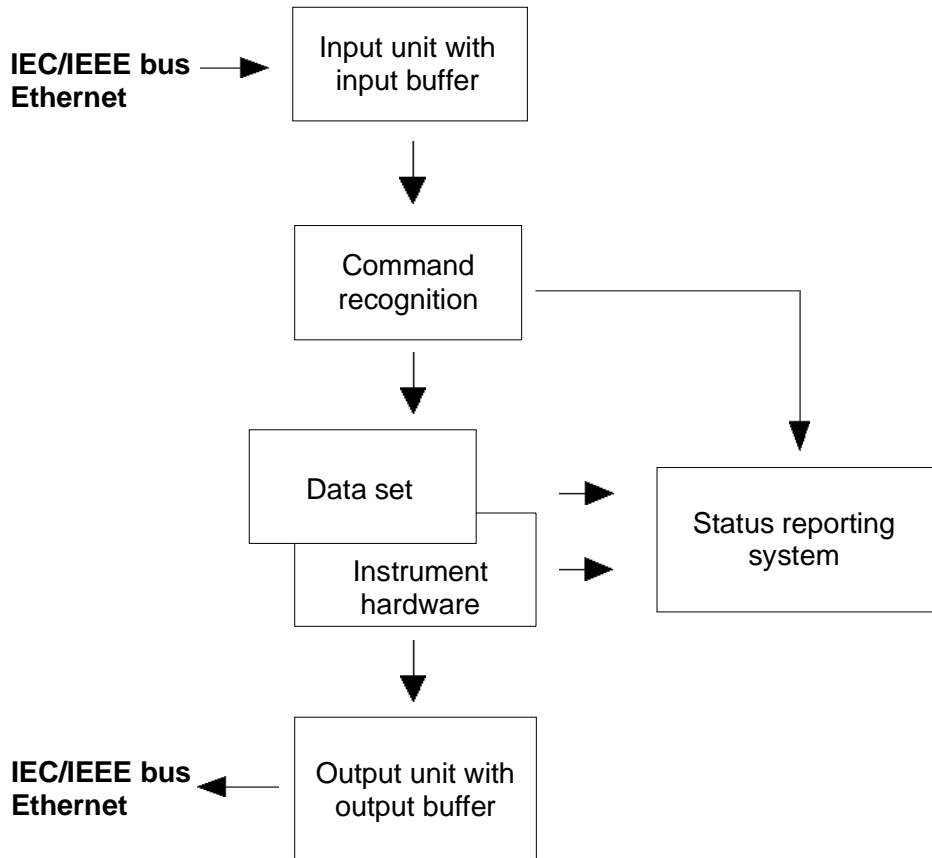 Input unit with
input buffer
IEC/IEEE bus
Ethernet
Command
recognition
Data set
Instrument
hardware
Status reporting
system
Output unit with
output buffer
IEC/IEEE bus
Ethernet